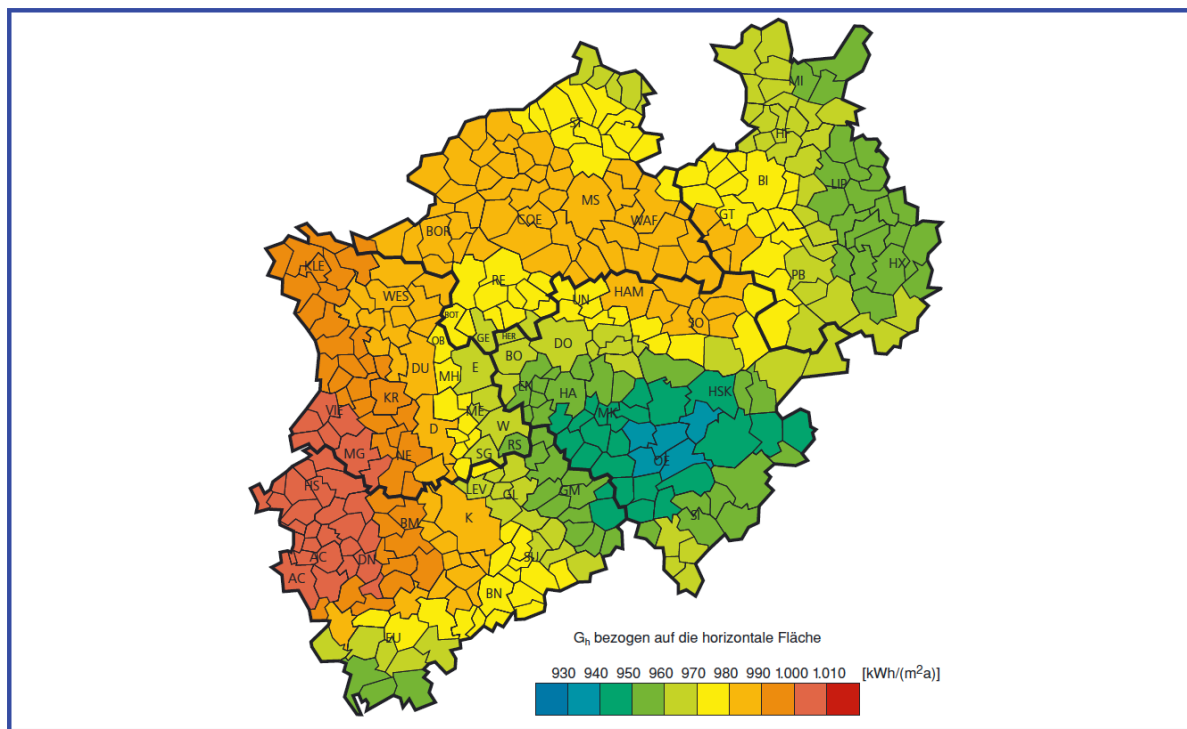 MI
ST
HF
BI
LIP
MS
GT
COE
WAF
BOR
HX
KLE
PB
RE
WES
UN
HAM
BOT
SO
OB
GE
HER
DO
BO
DU
MH
E
EN
HA
HSK
KR
VIE
ME
MK
D
W
RS
MG
NE
SG
OE
HS
LEV
GL
GM
BM
K
SI
AC
DN
SU
AC
BN
EU
Gh bezogen auf die horizontale Fläche
930 940 950 960 970 980 990 1.000 1.010 [kWh/(m²a)]